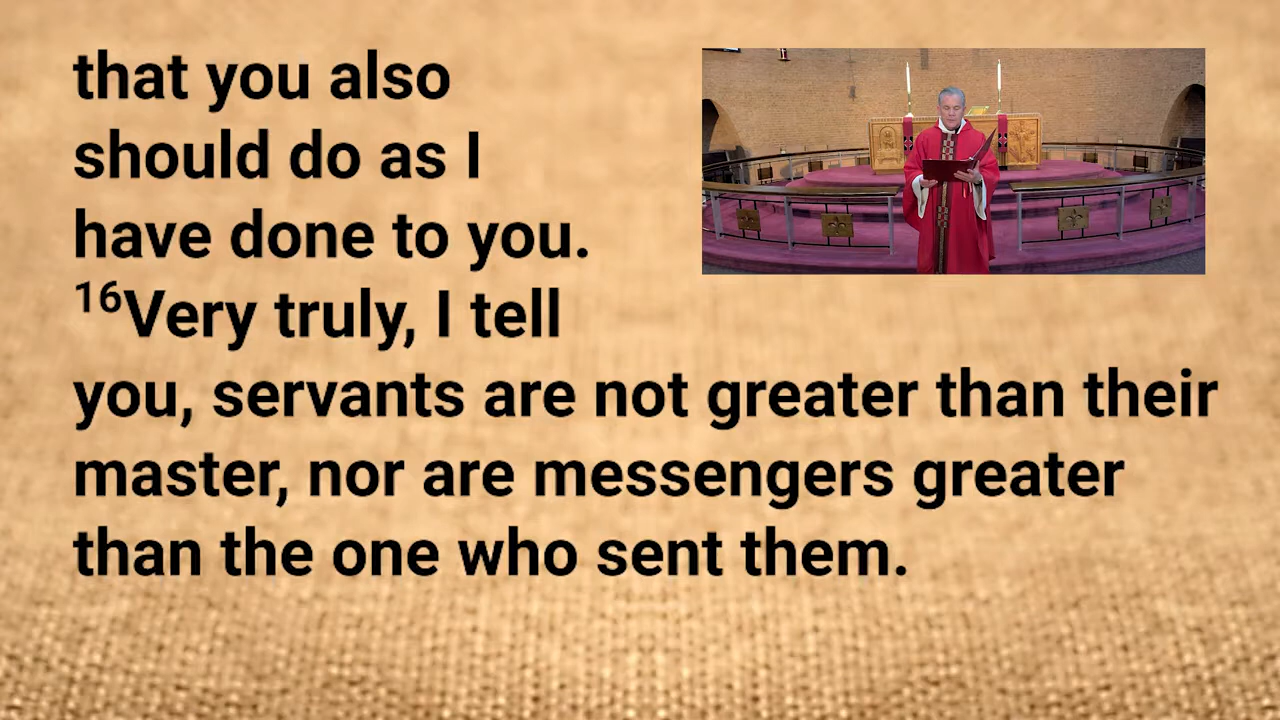 that you also
should do as I
have done to you.
¹⁶Very truly, I tell
you, servants are not greater than their
master, nor are messengers greater
than the one who sent them.